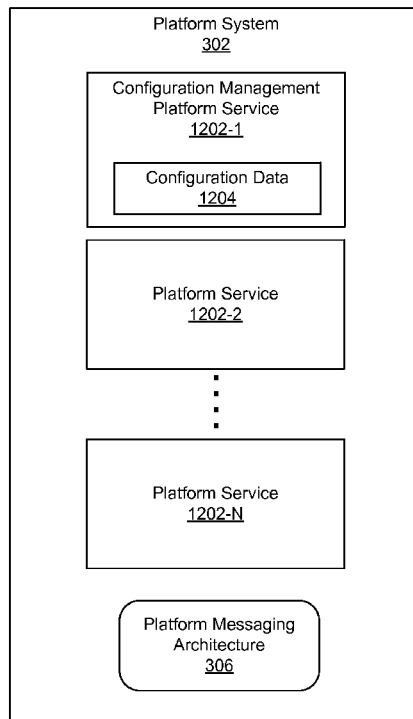 Platform System
302
Configuration Management
Platform Service
1202-1
Configuration Data
1204
Platform Service
1202-2
Platform Service
1202-N
Platform Messaging
Architecture
306